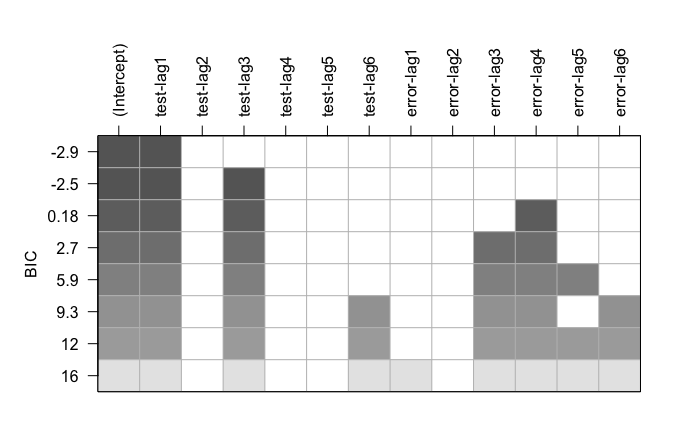 (Intercept)
test-lag1
test-lag2
test-lag3
test-lag4
test-lag5
test-lag6
error-lag1
error-lag2
error-lag3
error-lag4
error-lag5
error-lag6
BIC
-2.9
-2.5
0.18
2.7
5.9
9.3
12
16